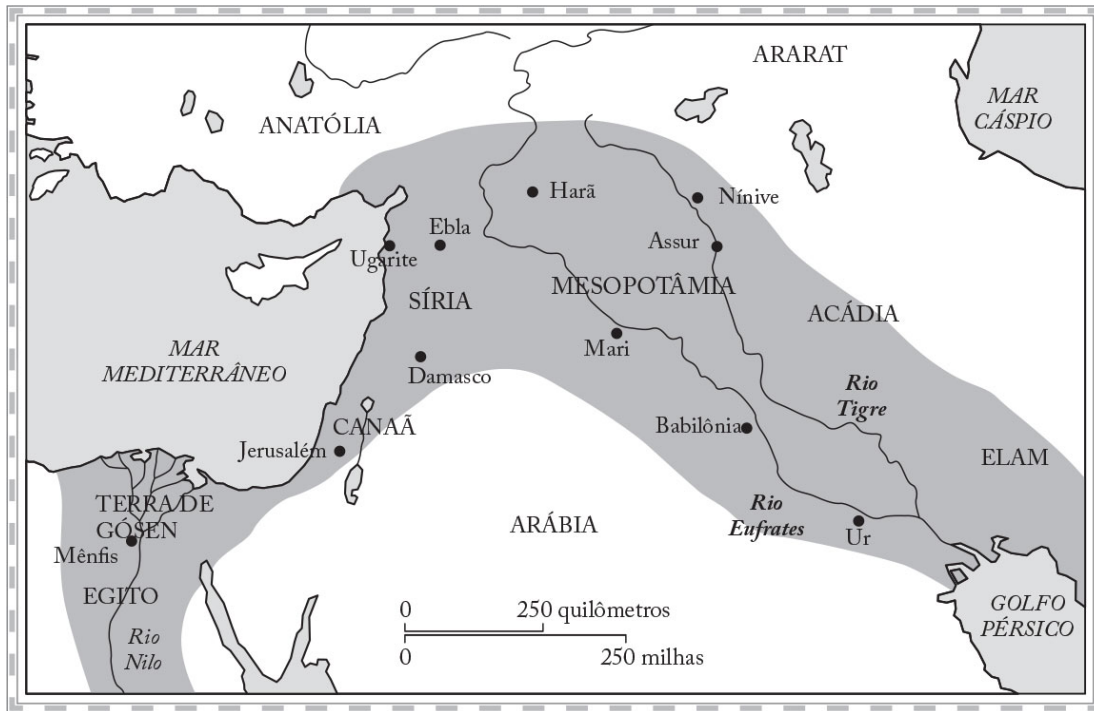 ARARAT
MAR
CÁSPIO
ANATÓLIA
Harã
Nínive
Ebla
Ugarite
Assur
MESOPOTÂMIA
SÍRIA
ACÁDIA
Mari
MAR
MEDITERRÂNEO
Damasco
Rio
Tigre
CANAÃ
Babilônia
Jerusalém
ELAM
TERRA DE
GÓSEN
Rio
Eufrates
ARÁBIA
Ur
Mênfis
EGITO
GOLFO
PÉRSICO
Rio
Nilo
0 250 quilômetros
0 250 milhas